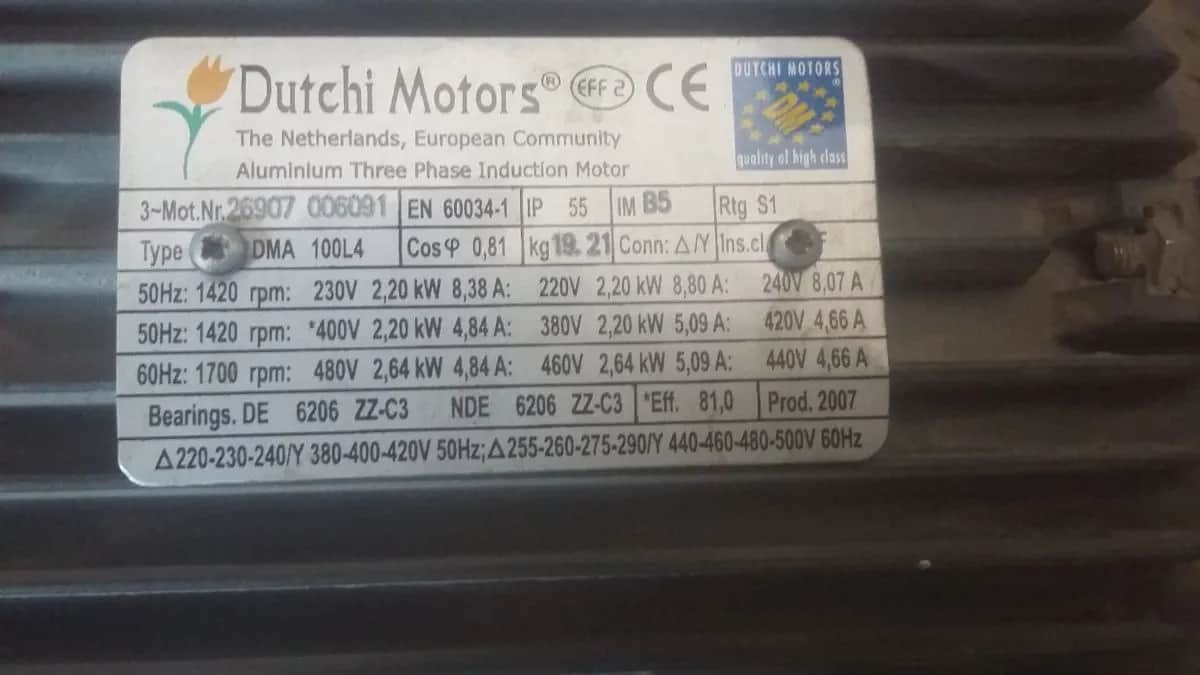 Dutchi Motors® EFF 2 CE
DUTCHI MOTORS ®
DM
quality of high class
The Netherlands, European Community
Aluminium Three Phase Induction Motor
3~Mot.Nr. 26907 006091 EN 60034-1 IP 55 IM B5 Rtg S1
Type DMA 100L4 Cosφ 0,81 kg 19. 21 Conn: Δ/Y Ins.cl F
50Hz: 1420 rpm: 230V 2,20 kW 8,38 A: 220V 2,20 kW 8,80 A: 240V 8,07 A
50Hz: 1420 rpm: *400V 2,20 kW 4,84 A: 380V 2,20 kW 5,09 A: 420V 4,66 A
60Hz: 1700 rpm: 480V 2,64 kW 4,84 A: 460V 2,64 kW 5,09 A: 440V 4,66 A
Bearings. DE 6206 ZZ-C3 NDE 6206 ZZ-C3 *Eff. 81,0 Prod. 2007
Δ220-230-240/Y 380-400-420V 50Hz;Δ255-260-275-290/Y 440-460-480-500V 60Hz